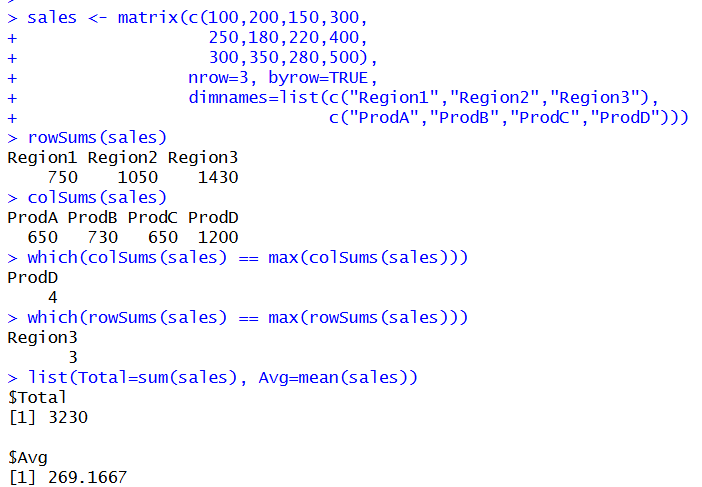 > sales <- matrix(c(100,200,150,300,
+                   250,180,220,400,
+                   300,350,280,500),
+                 nrow=3, byrow=TRUE,
+                 dimnames=list(c("Region1","Region2","Region3"),
+                               c("ProdA","ProdB","ProdC","ProdD")))
> rowSums(sales)
Region1 Region2 Region3
    750    1050    1430
> colSums(sales)
ProdA ProdB ProdC ProdD
  650   730   650  1200
> which(colSums(sales) == max(colSums(sales)))
ProdD
    4
> which(rowSums(sales) == max(rowSums(sales)))
Region3
      3
> list(Total=sum(sales), Avg=mean(sales))
$Total
[1] 3230

$Avg
[1] 269.1667